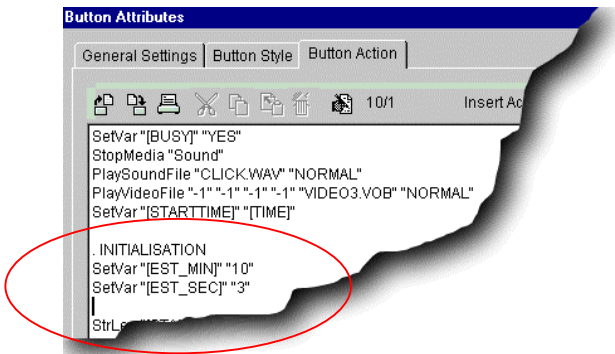 Button Attributes
General Settings Button Style Button Action
10/1 Insert
SetVar "[BUSY]" "YES"
StopMedia "Sound"
PlaySoundFile "CLICK.WAV" "NORMAL"
PlayVideoFile "-1" "-1" "-1" "-1" "VIDEO3.VOB" "NORMAL"
SetVar "[STARTTIME]" "[TIME]"
. INITIALISATION
SetVar "[EST_MIN]" "10"
SetVar "[EST_SEC]" "3"